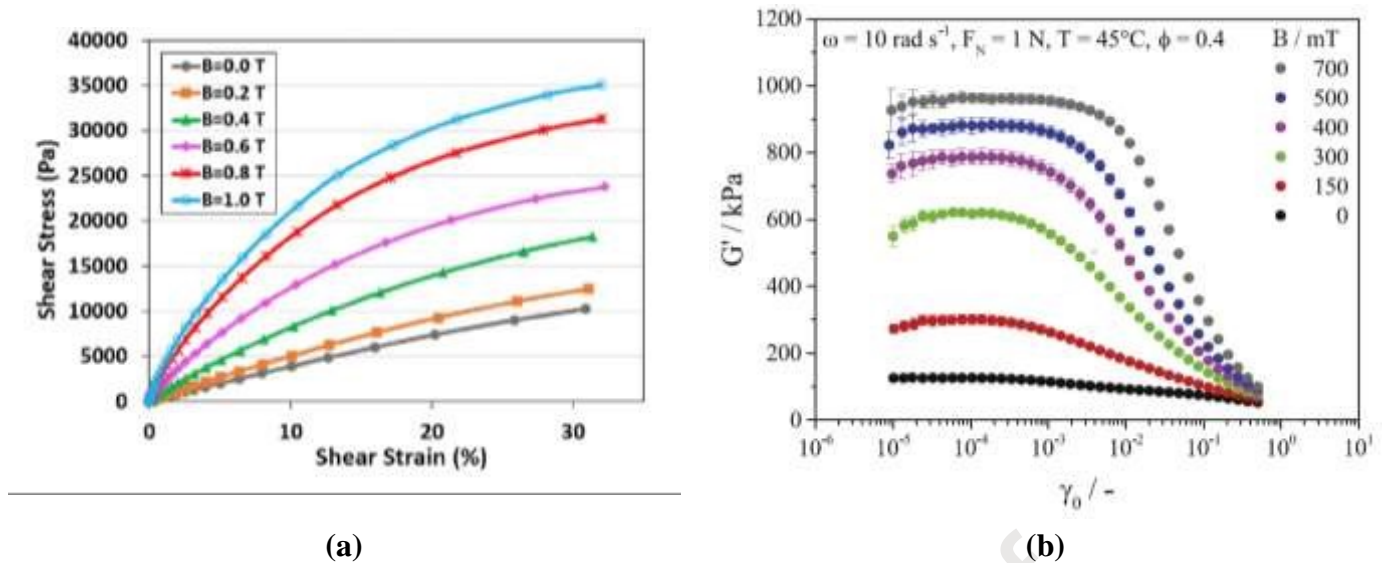 40000
35000
30000
25000
20000
15000
10000
5000
0
Shear Stress (Pa)
B=0.0 T
B=0.2 T
B=0.4 T
B=0.6 T
B=0.8 T
B=1.0 T
0 10 20 30
Shear Strain (%)
(a)
1200
1000
800
600
400
200
0
G' / kPa
ω = 10 rad s⁻¹, F_N = 1 N, T = 45°C, ϕ = 0.4
B / mT
700
500
400
300
150
0
10⁻⁶ 10⁻⁵ 10⁻⁴ 10⁻³ 10⁻² 10⁻¹ 10⁰ 10¹
γ₀ / -
(b)